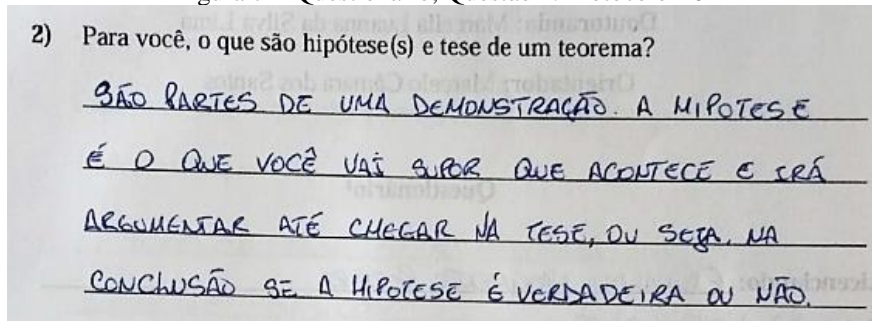 2) Para você, o que são hipótese(s) e tese de um teorema?
SÃO PARTES DE UMA DEMONSTRAÇÃO. A HIPOTESE
É O QUE VOCÊ VAI SUPOR QUE ACONTECE E IRÁ
ARGUMENTAR ATÉ CHEGAR NA TESE, OU SEJA, NA
CONCLUSÃO SE A HIPOTESE É VERDADEIRA OU NÃO.